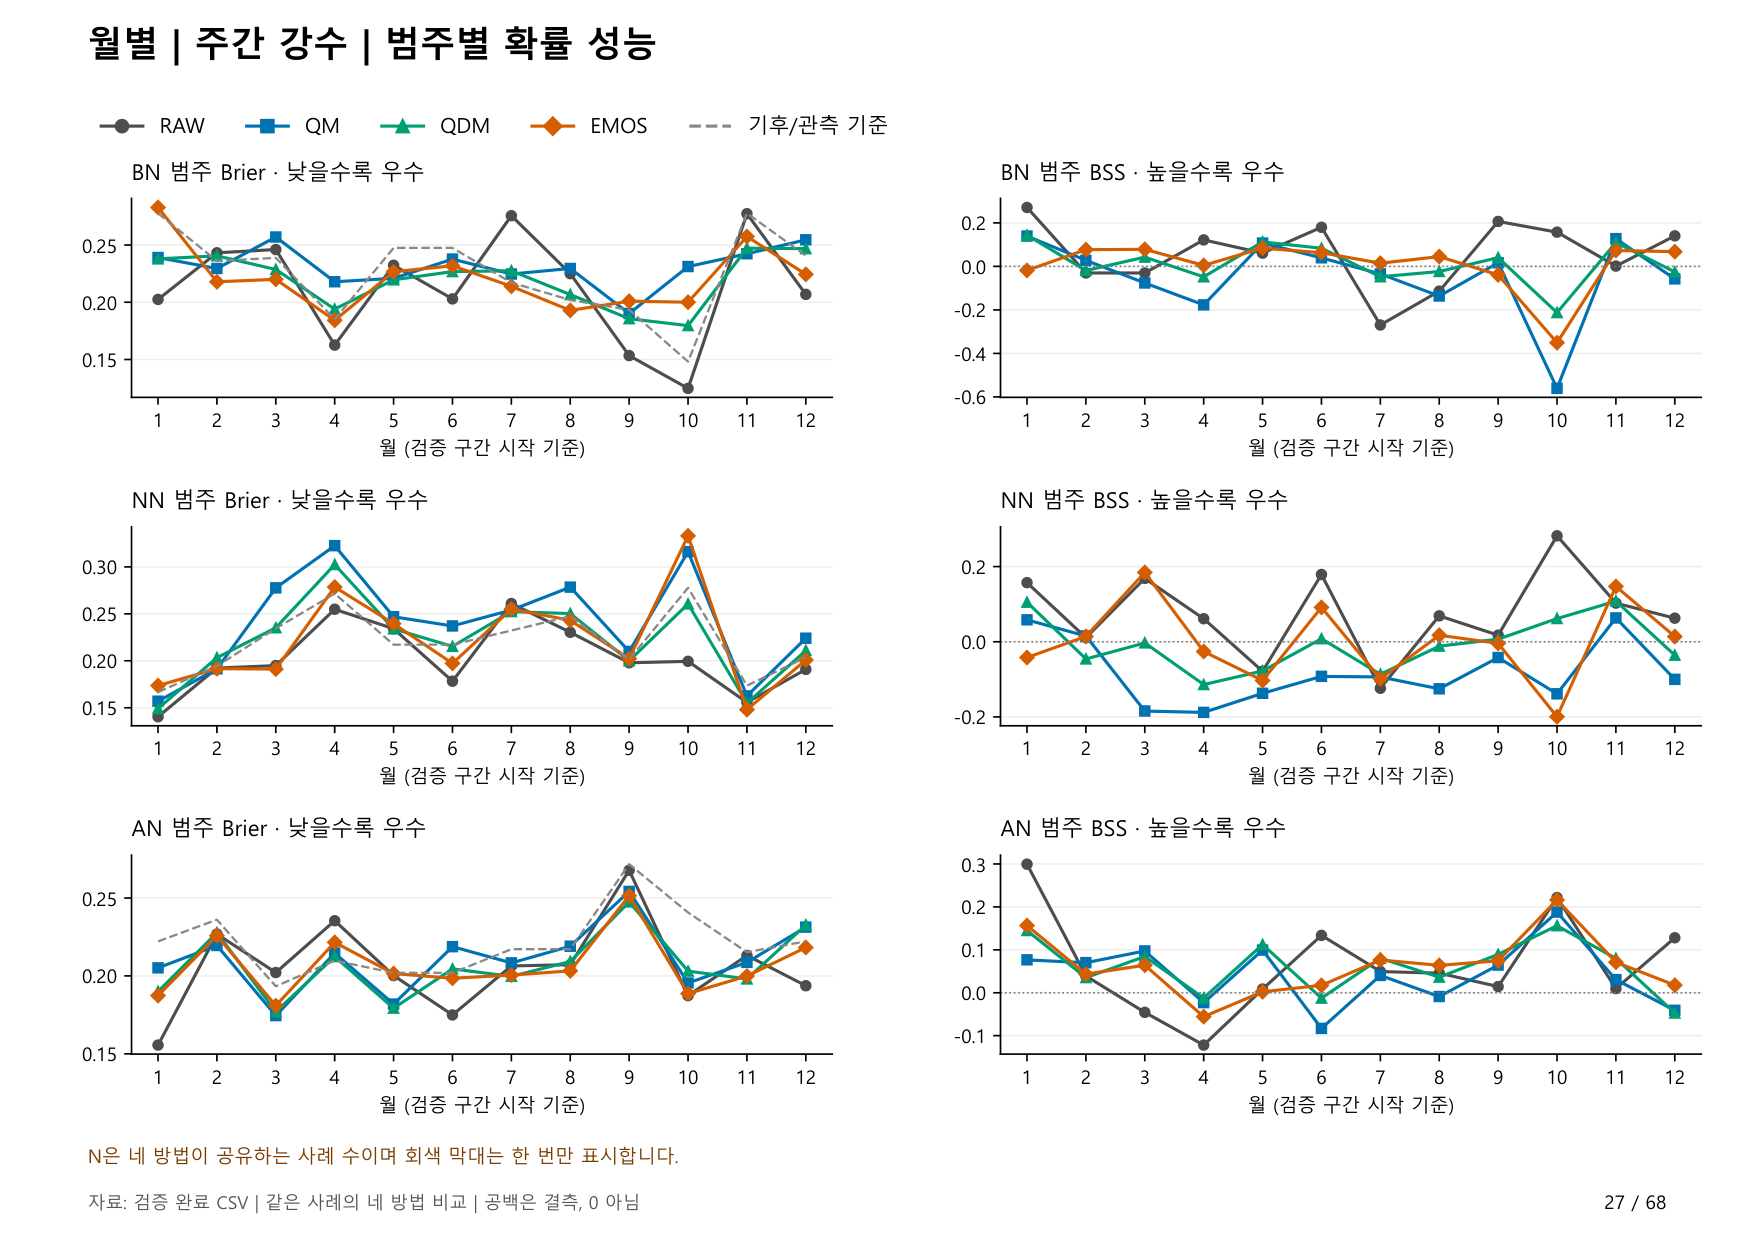 월별 | 주간 강수 | 범주별 확률 성능
RAW QM QDM EMOS 기후/관측 기준
BN 범주 Brier · 낮을수록 우수
0.25
0.20
0.15
1 2 3 4 5 6 7 8 9 10 11 12
월 (검증 구간 시작 기준)
BN 범주 BSS · 높을수록 우수
0.2
0.0
-0.2
-0.4
-0.6
1 2 3 4 5 6 7 8 9 10 11 12
월 (검증 구간 시작 기준)
NN 범주 Brier · 낮을수록 우수
0.30
0.25
0.20
0.15
1 2 3 4 5 6 7 8 9 10 11 12
월 (검증 구간 시작 기준)
NN 범주 BSS · 높을수록 우수
0.2
0.0
-0.2
1 2 3 4 5 6 7 8 9 10 11 12
월 (검증 구간 시작 기준)
AN 범주 Brier · 낮을수록 우수
0.25
0.20
0.15
1 2 3 4 5 6 7 8 9 10 11 12
월 (검증 구간 시작 기준)
AN 범주 BSS · 높을수록 우수
0.3
0.2
0.1
0.0
-0.1
1 2 3 4 5 6 7 8 9 10 11 12
월 (검증 구간 시작 기준)
N은 네 방법이 공유하는 사례 수이며 회색 막대는 한 번만 표시합니다.
자료: 검증 완료 CSV | 같은 사례의 네 방법 비교 | 공백은 결측, 0 아님
27 / 68